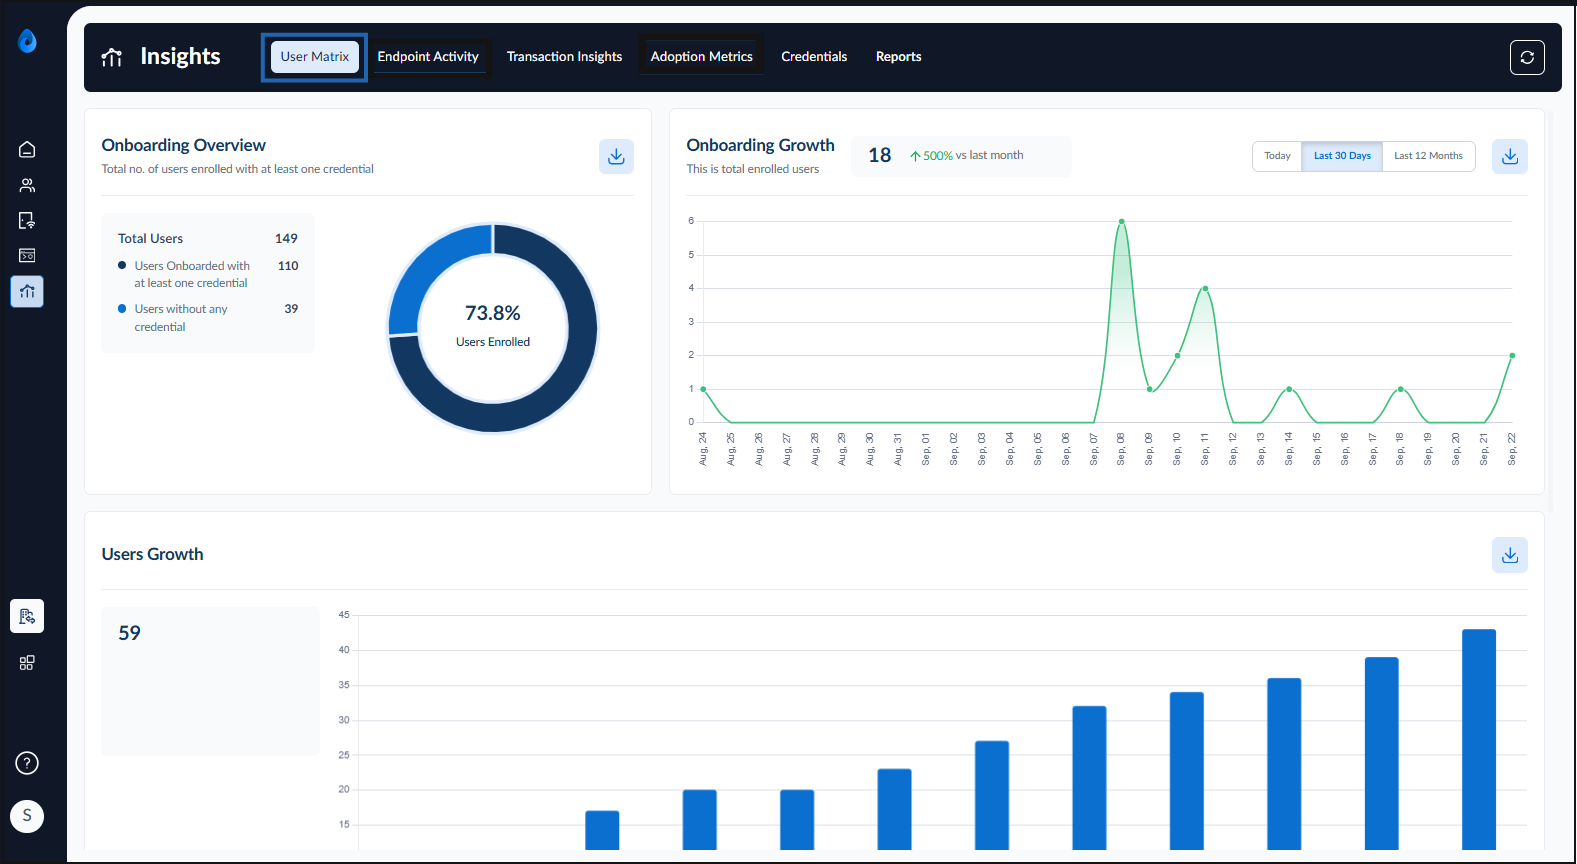 Insights
User Matrix
Endpoint Activity
Transaction Insights
Adoption Metrics
Credentials
Reports
Onboarding Overview
Total no. of users enrolled with at least one credential
Total Users 149
Users Onboarded with 110
at least one credential
Users without any 39
credential
73.8%
Users Enrolled
Onboarding Growth
This is total enrolled users
18 500% vs last month
Today
Last 30 Days
Last 12 Months
6
5
4
3
2
1
0
Aug, 24
Aug, 25
Aug, 26
Aug, 27
Aug, 28
Aug, 29
Aug, 30
Aug, 31
Sep, 01
Sep, 02
Sep, 03
Sep, 04
Sep, 05
Sep, 06
Sep, 07
Sep, 08
Sep, 09
Sep, 10
Sep, 11
Sep, 12
Sep, 13
Sep, 14
Sep, 15
Sep, 16
Sep, 17
Sep, 18
Sep, 19
Sep, 20
Sep, 21
Sep, 22
Users Growth
59
45
40
35
30
25
20
15
?
S